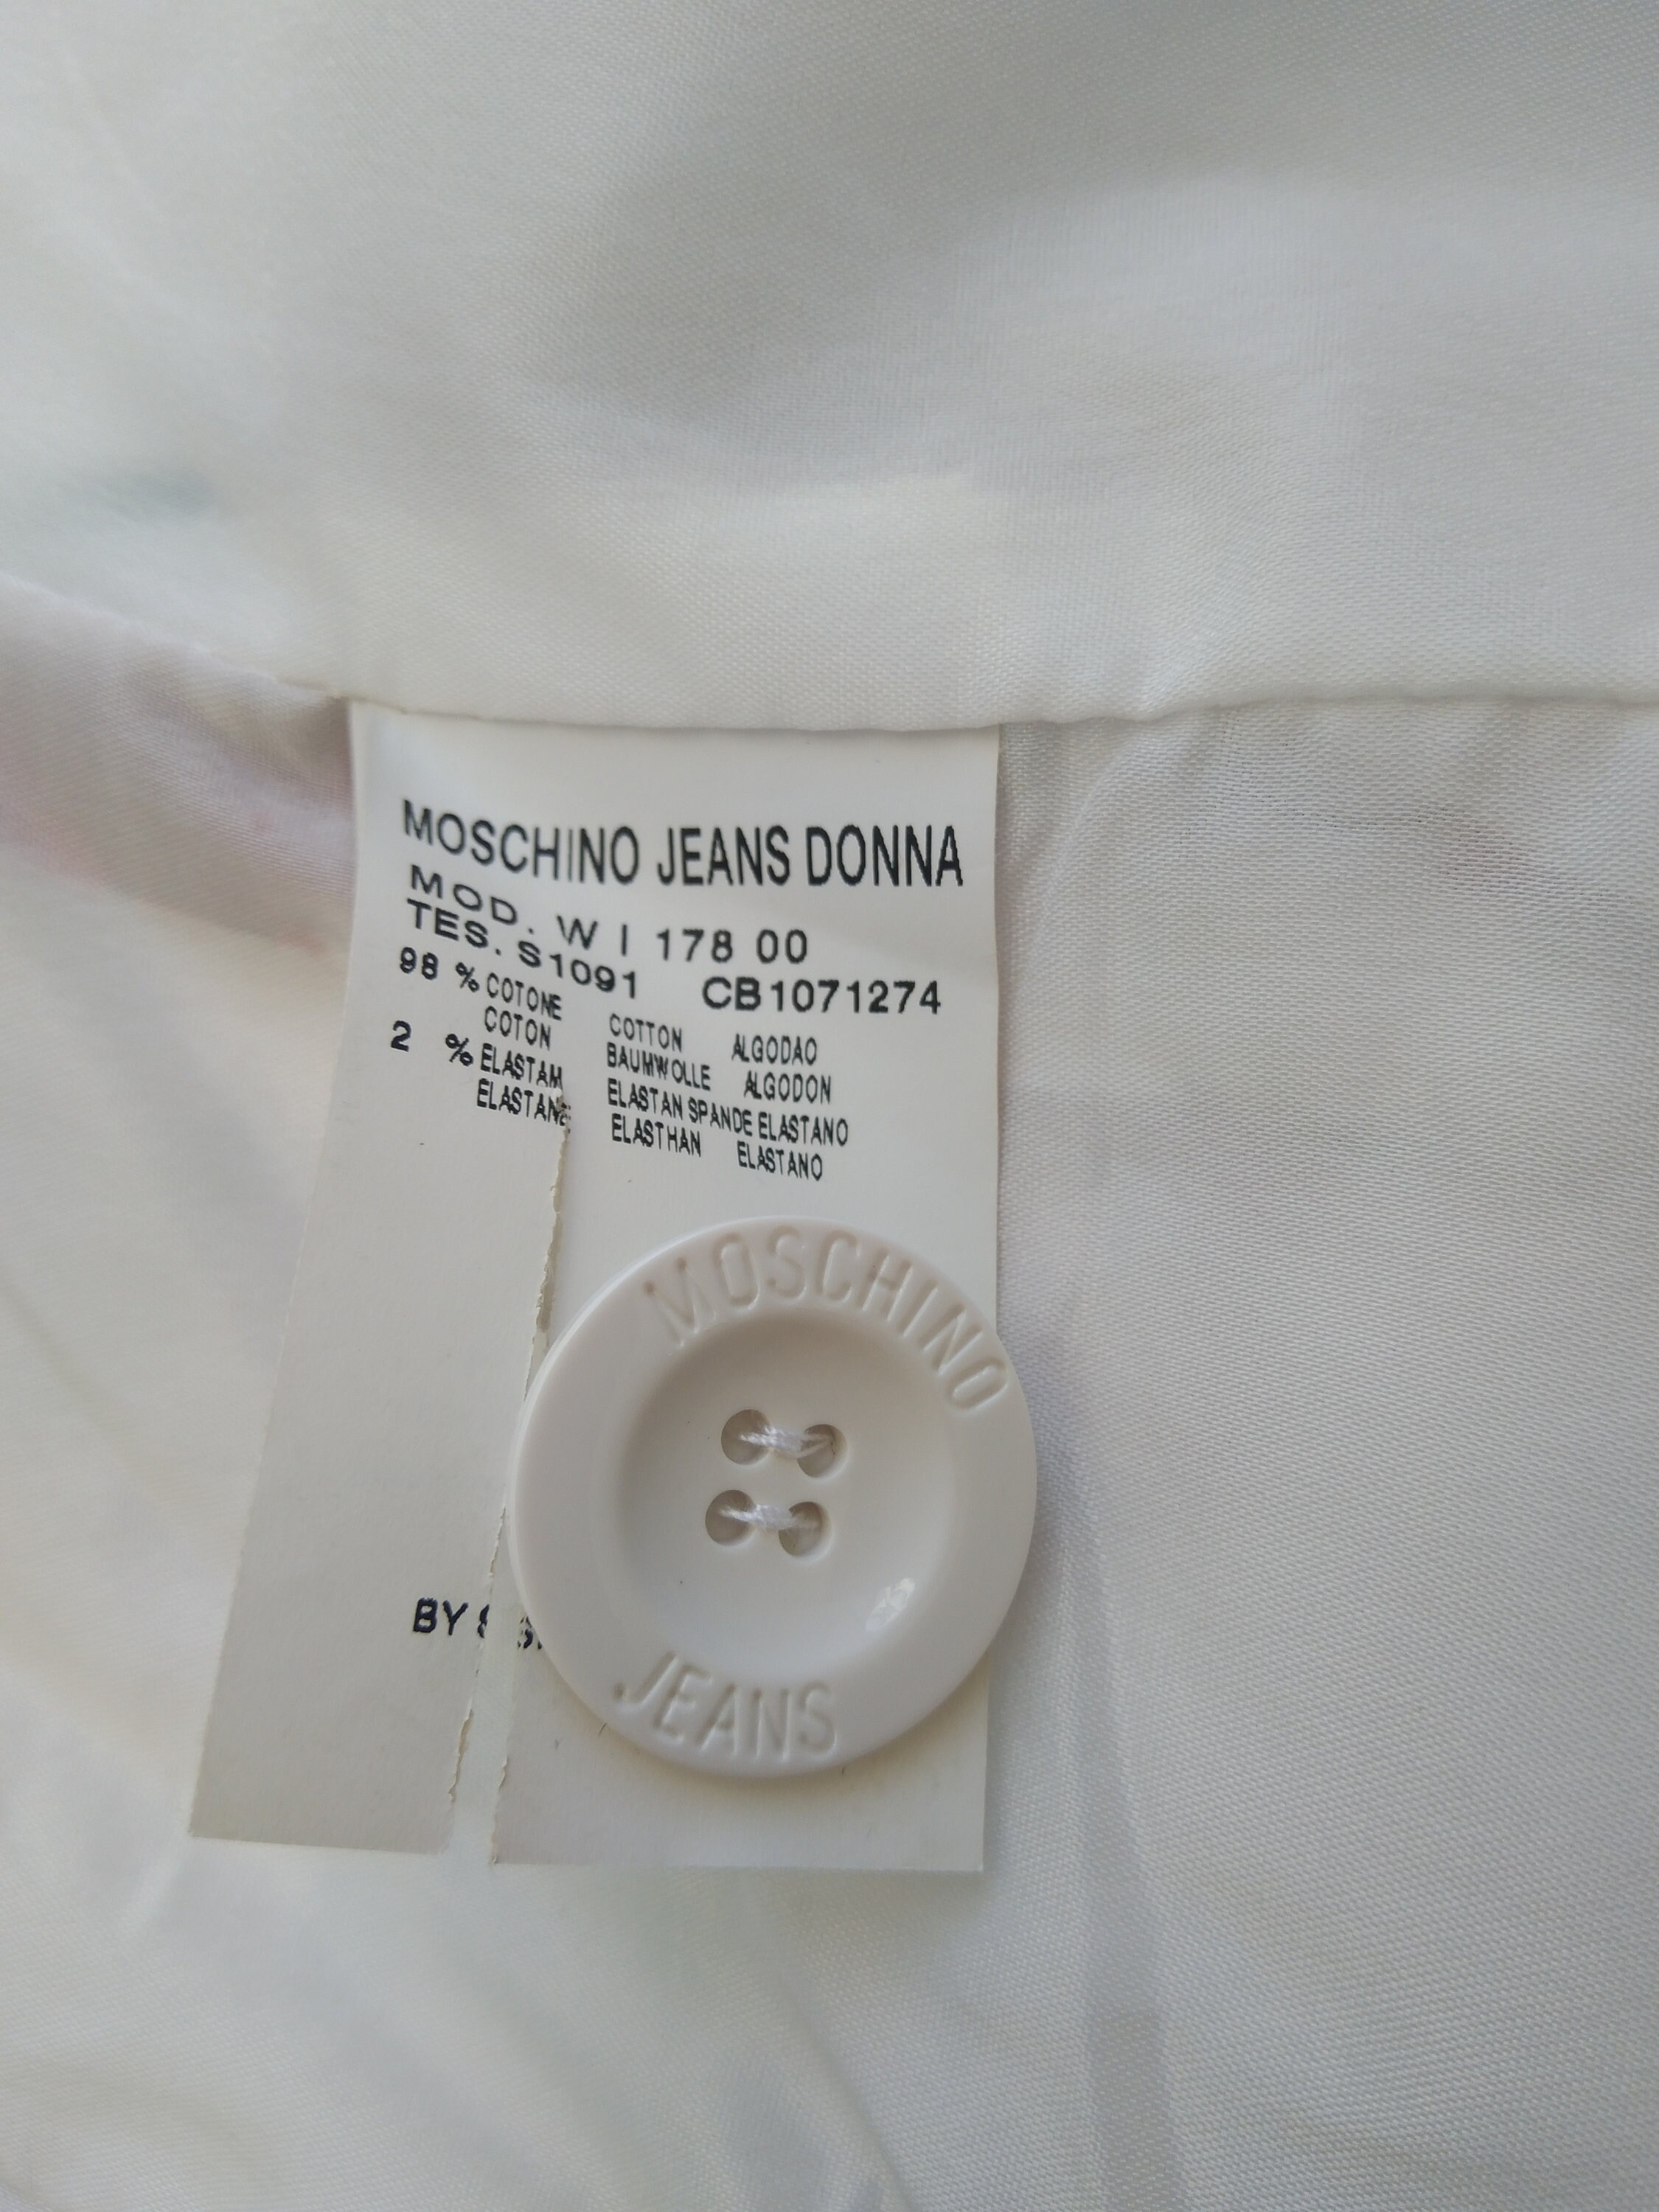 MOSCHINO JEANS DONNA
MOD. W I 178 00
TES. S1091 CB1071274
98 % COTONE COTTON ALGODAO
COTON BAUMWOLLE ALGODON
2 % ELASTAM ELASTAN SPANDE ELASTANO
ELASTANE ELASTHAN ELASTANO
MOSCHINO
JEANS
BY